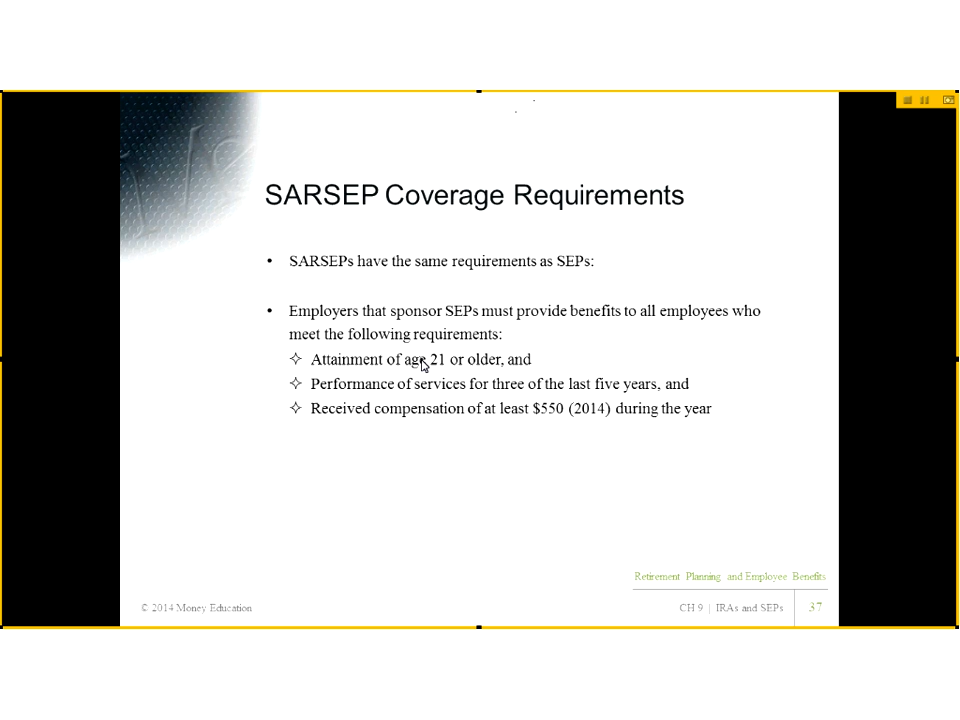 SARSEP Coverage Requirements
• SARSEPs have the same requirements as SEPs:
• Employers that sponsor SEPs must provide benefits to all employees who
meet the following requirements:
✧ Attainment of age 21 or older, and
✧ Performance of services for three of the last five years, and
✧ Received compensation of at least $550 (2014) during the year
Retirement Planning and Employee Benefits
© 2014 Money Education
CH 9 | IRAs and SEPs
37